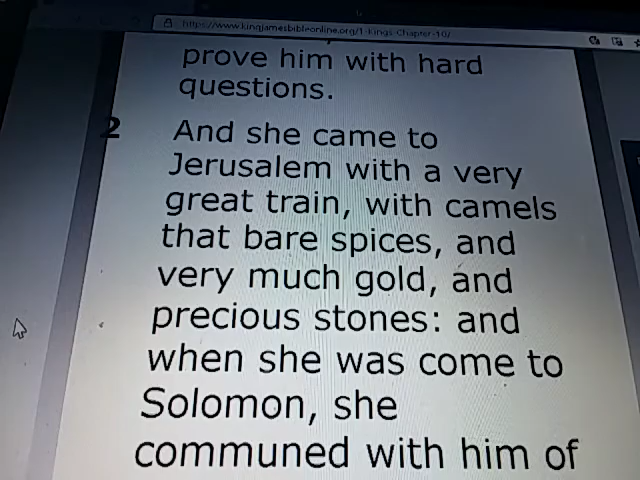 https://www.kingjamesbibleonline.org/1-Kings-Chapter-10/
prove him with hard
questions.
2 And she came to
Jerusalem with a very
great train, with camels
that bare spices, and
very much gold, and
precious stones: and
when she was come to
Solomon, she
communed with him of